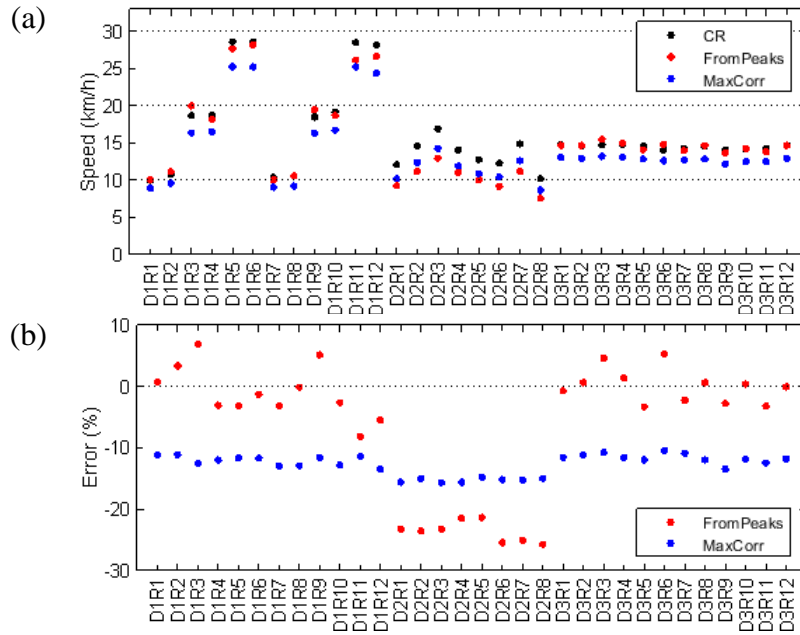 (a)
Speed (km/h)
30
25
20
15
10
5
0
CR
FromPeaks
MaxCorr
D1R1
D1R2
D1R3
D1R4
D1R5
D1R6
D1R7
D1R8
D1R9
D1R10
D1R11
D1R12
D2R1
D2R2
D2R3
D2R4
D2R5
D2R6
D2R7
D2R8
D3R1
D3R2
D3R3
D3R4
D3R5
D3R6
D3R7
D3R8
D3R9
D3R10
D3R11
D3R12
(b)
Error (%)
10
0
-10
-20
-30
FromPeaks
MaxCorr
D1R1
D1R2
D1R3
D1R4
D1R5
D1R6
D1R7
D1R8
D1R9
D1R10
D1R11
D1R12
D2R1
D2R2
D2R3
D2R4
D2R5
D2R6
D2R7
D2R8
D3R1
D3R2
D3R3
D3R4
D3R5
D3R6
D3R7
D3R8
D3R9
D3R10
D3R11
D3R12